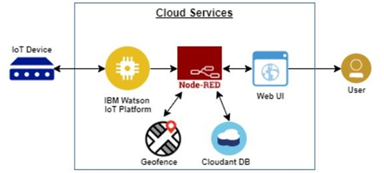 Cloud Services
IoT Device
IBM Watson
IoT Platform
Node-RED
Web UI
User
Geofence
Cloudant DB